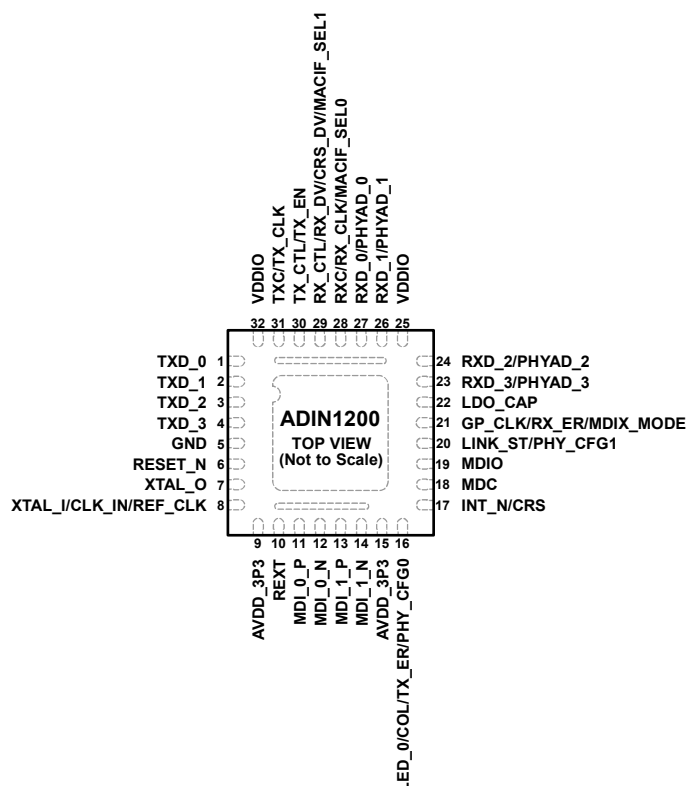 VDDIO
TXC/TX_CLK
TX_CTL/TX_EN
RX_CTL/RX_DV/CRS_DV/MACIF_SEL1
RXC/RX_CLK/MACIF_SEL0
RXD_0/PHYAD_0
RXD_1/PHYAD_1
VDDIO
32 31 30 29 28 27 26 25
TXD_0 1
TXD_1 2
TXD_2 3
TXD_3 4
GND 5
RESET_N 6
XTAL_O 7
XTAL_I/CLK_IN/REF_CLK 8
ADIN1200
TOP VIEW
(Not to Scale)
24 RXD_2/PHYAD_2
23 RXD_3/PHYAD_3
22 LDO_CAP
21 GP_CLK/RX_ER/MDIX_MODE
20 LINK_ST/PHY_CFG1
19 MDIO
18 MDC
17 INT_N/CRS
9 10 11 12 13 14 15 16
AVDD_3P3
REXT
MDI_0_P
MDI_0_N
MDI_1_P
MDI_1_N
AVDD_3P3
LED_0/COL/TX_ER/PHY_CFG0